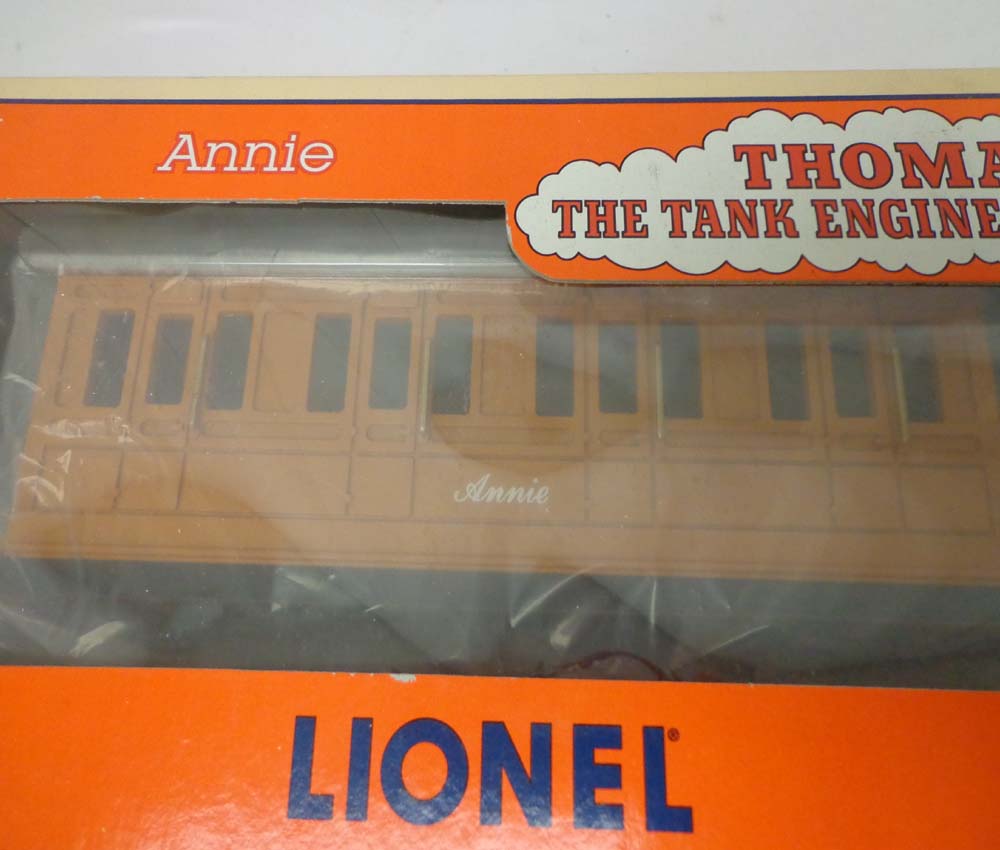 Annie
THOMA
THE TANK ENGINE
Annie
LIONEL®